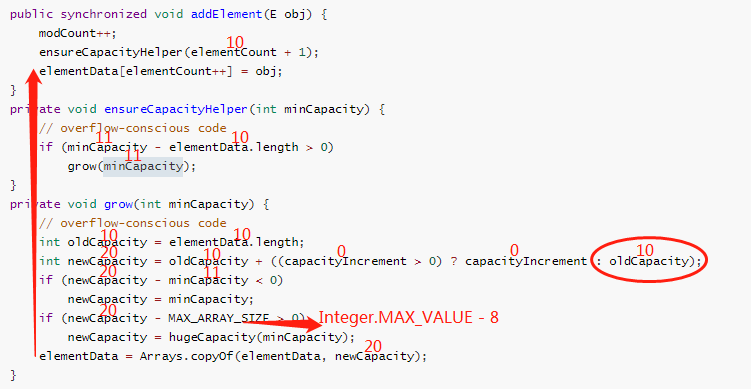 public synchronized void addElement(E obj) {
modCount++;
10
ensureCapacityHelper(elementCount + 1);
elementData[elementCount++] = obj;
}
private void ensureCapacityHelper(int minCapacity) {
// overflow-conscious code
11 10
if (minCapacity - elementData.length > 0)
11
grow(minCapacity);
}
private void grow(int minCapacity) {
// overflow-conscious code
10 10
int oldCapacity = elementData.length;
20 10 0 0 10
int newCapacity = oldCapacity + ((capacityIncrement > 0) ? capacityIncrement : oldCapacity);
20 11
if (newCapacity - minCapacity < 0)
newCapacity = minCapacity;
20
if (newCapacity - MAX_ARRAY_SIZE > 0) Integer.MAX_VALUE - 8
newCapacity = hugeCapacity(minCapacity);
20
elementData = Arrays.copyOf(elementData, newCapacity);
}